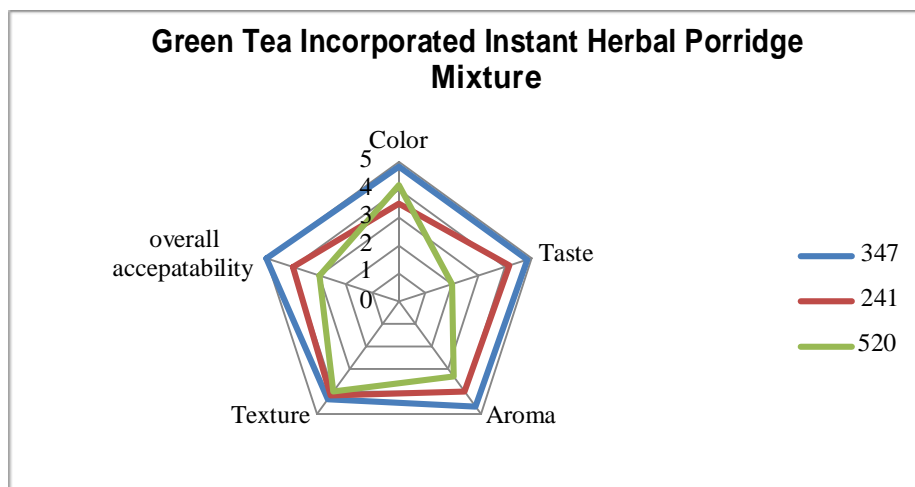 Green Tea Incorporated Instant Herbal Porridge
Mixture
Color
5
4
3
2
1
0
Taste
Aroma
Texture
overall
accepatability
347
241
520